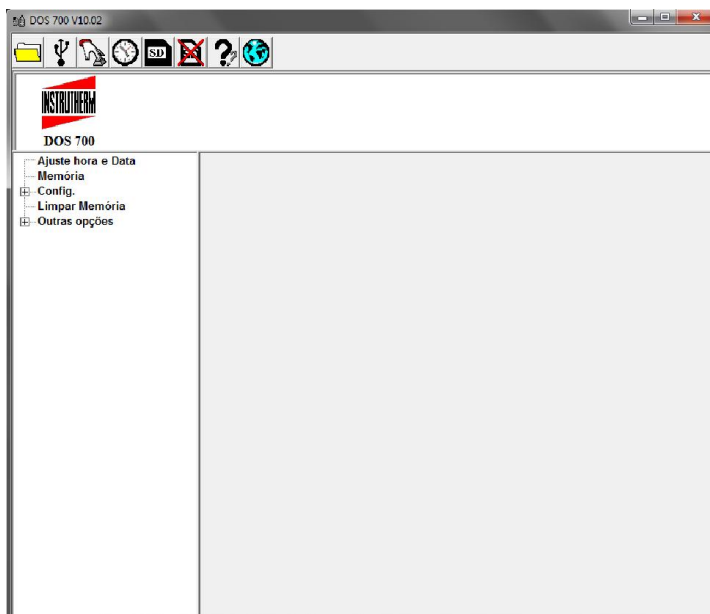 DOS 700 V10.02
SD
INSTRUTHERM
DOS 700
Ajuste hora e Data
Memória
Config.
Limpar Memória
Outras opções